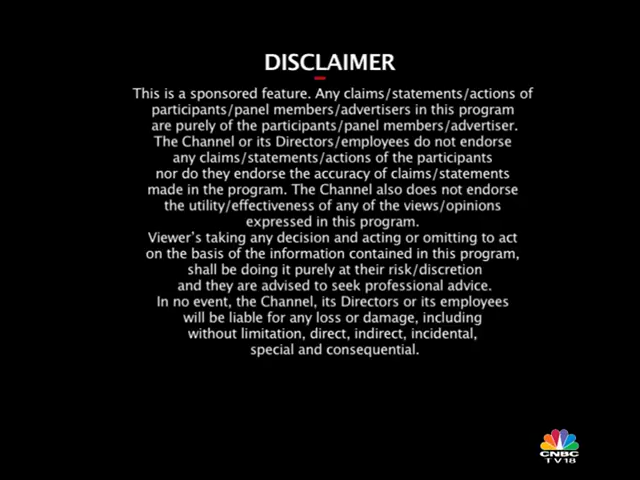 DISCLAIMER
This is a sponsored feature. Any claims/statements/actions of
participants/panel members/advertisers in this program
are purely of the participants/panel members/advertiser.
The Channel or its Directors/employees do not endorse
any claims/statements/actions of the participants
nor do they endorse the accuracy of claims/statements
made in the program. The Channel also does not endorse
the utility/effectiveness of any of the views/opinions
expressed in this program.
Viewer's taking any decision and acting or omitting to act
on the basis of the information contained in this program,
shall be doing it purely at their risk/discretion
and they are advised to seek professional advice.
In no event, the Channel, its Directors or its employees
will be liable for any loss or damage, including
without limitation, direct, indirect, incidental,
special and consequential.
CNBC
TV18